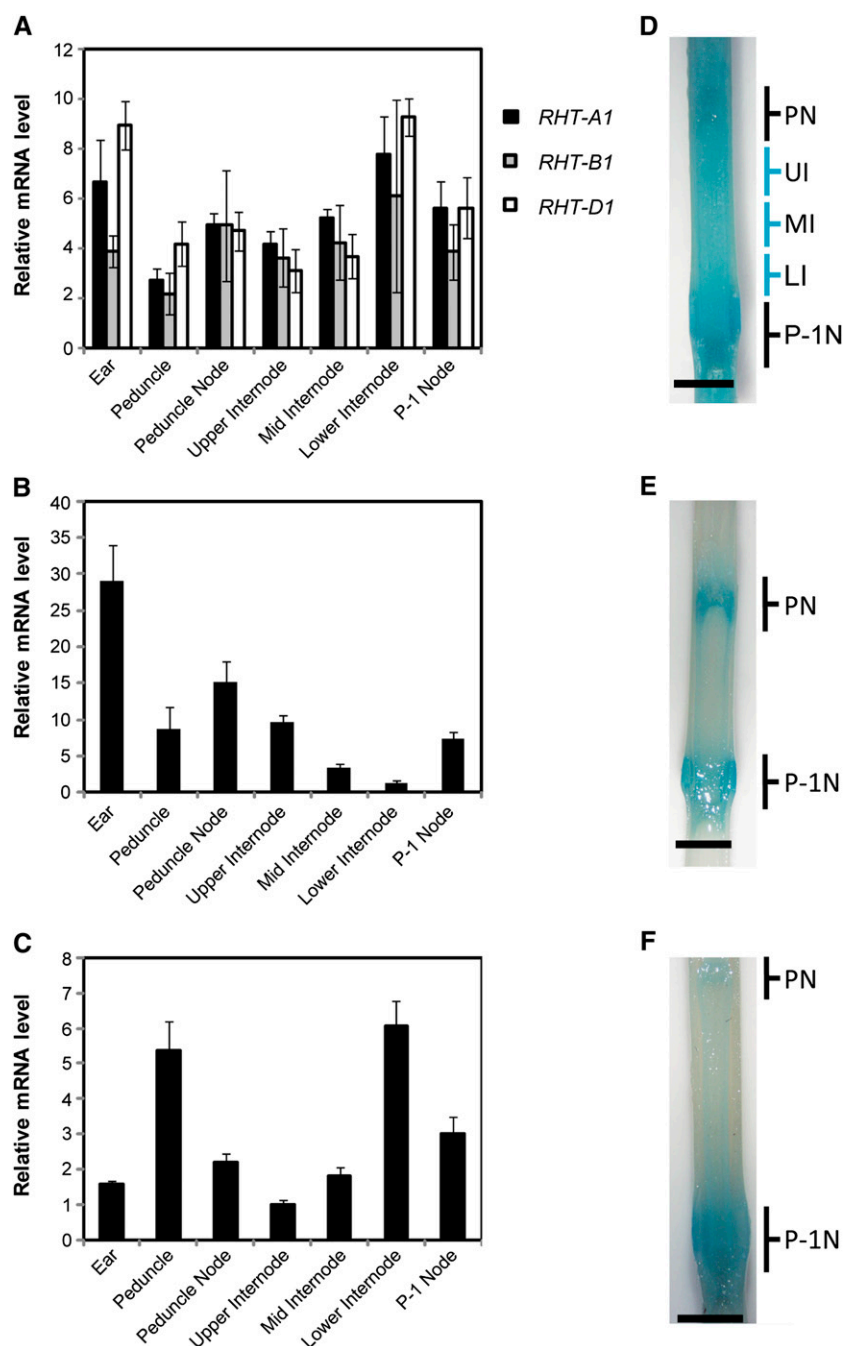 A
Relative mRNA level
12
10
8
6
4
2
0
Ear
Peduncle
Peduncle Node
Upper Internode
Mid Internode
Lower Internode
P-1 Node
RHT-A1
RHT-B1
RHT-D1
D
PN
UI
MI
LI
P-1N
B
Relative mRNA level
40
35
30
25
20
15
10
5
0
Ear
Peduncle
Peduncle Node
Upper Internode
Mid Internode
Lower Internode
P-1 Node
E
PN
P-1N
C
Relative mRNA level
8
7
6
5
4
3
2
1
0
Ear
Peduncle
Peduncle Node
Upper Internode
Mid Internode
Lower Internode
P-1 Node
F
PN
P-1N